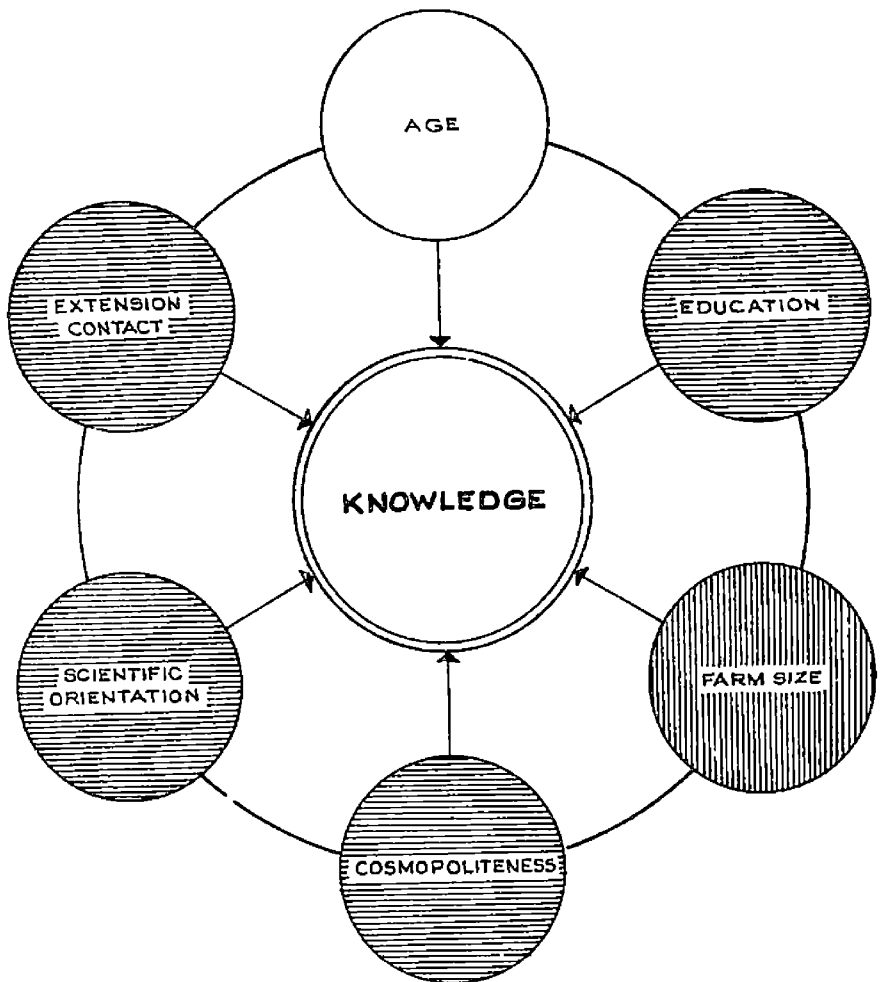 AGE
EXTENSION
CONTACT
EDUCATION
KNOWLEDGE
SCIENTIFIC
ORIENTATION
FARM SIZE
COSMOPOLITENESS